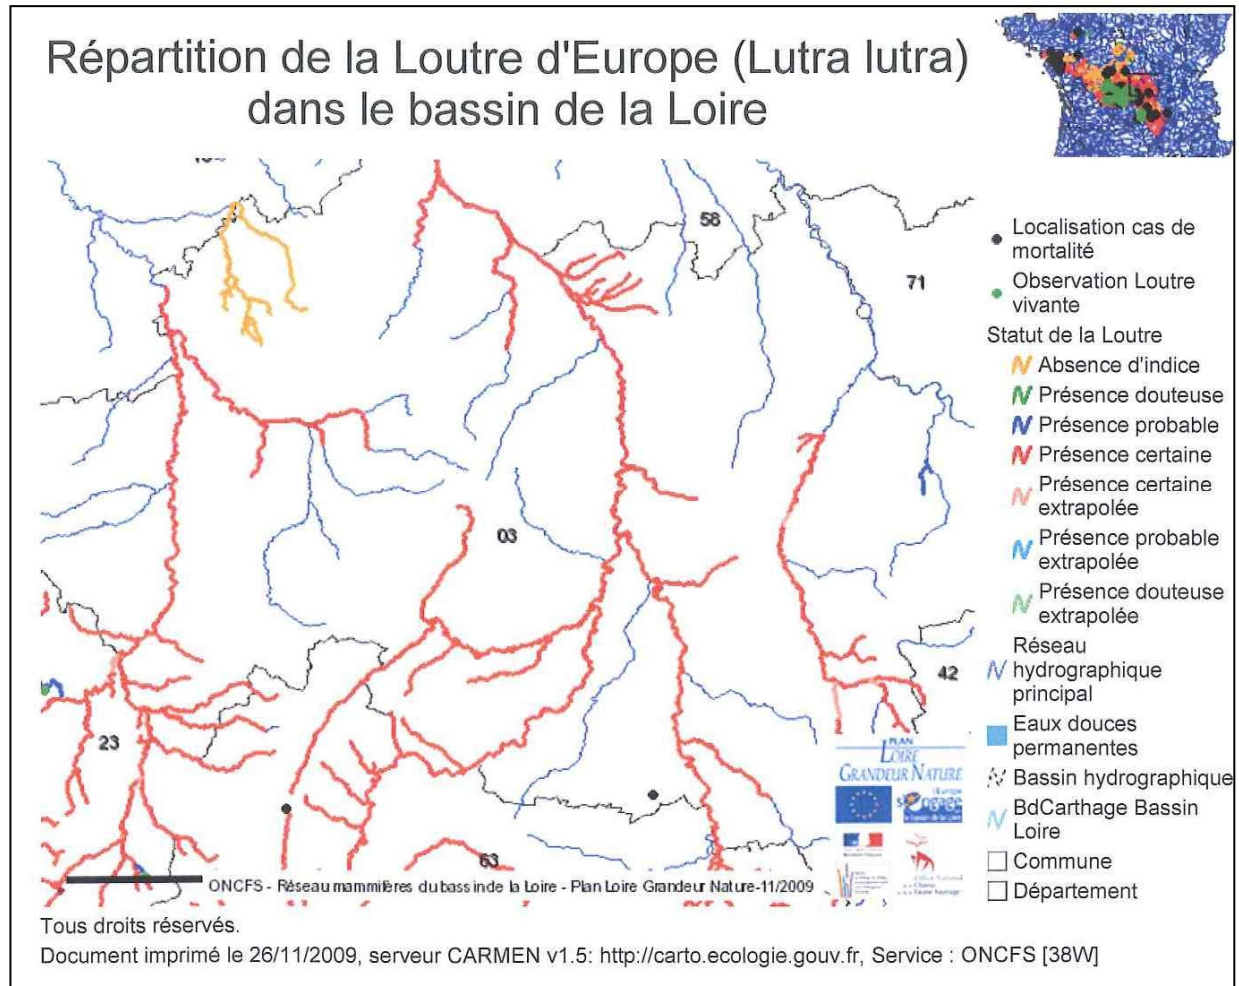 Répartition de la Loutre d'Europe (Lutra lutra)
dans le bassin de la Loire
58
71
03
42
23
63
Localisation cas de
mortalité
Observation Loutre
vivante
Statut de la Loutre
Absence d'indice
Présence douteuse
Présence probable
Présence certaine
Présence certaine
extrapolée
Présence probable
extrapolée
Présence douteuse
extrapolée
Réseau
hydrographique
principal
Eaux douces
permanentes
Bassin hydrographique
BdCarthage Bassin
Loire
Commune
Département
PLAN
LOIRE
GRANDEUR NATURE
l'Europe
s'engage
ONCFS - Réseau mammifères du bassin de la Loire - Plan Loire Grandeur Nature-11/2009
Tous droits réservés.
Document imprimé le 26/11/2009, serveur CARMEN v1.5: http://carto.ecologie.gouv.fr, Service : ONCFS [38W]